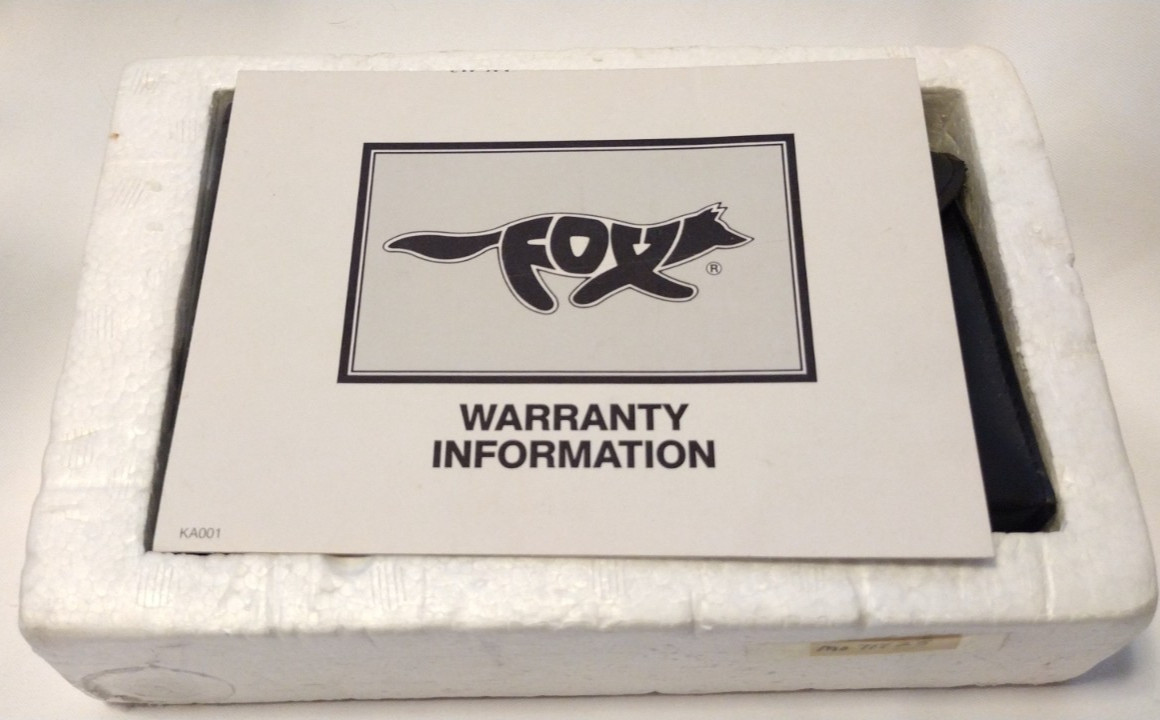 FOX
®
WARRANTY
INFORMATION
KA001